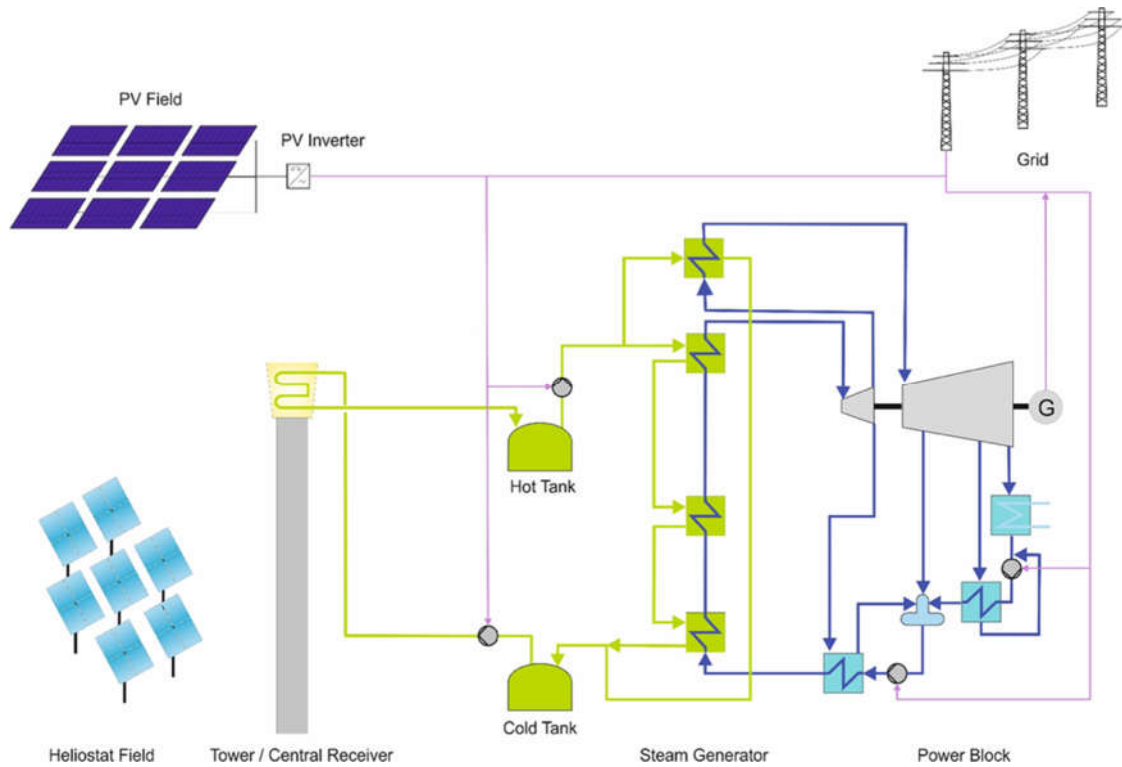 PV Field
PV Inverter
Grid
G
Hot Tank
Cold Tank
Heliostat Field
Tower / Central Receiver
Steam Generator
Power Block